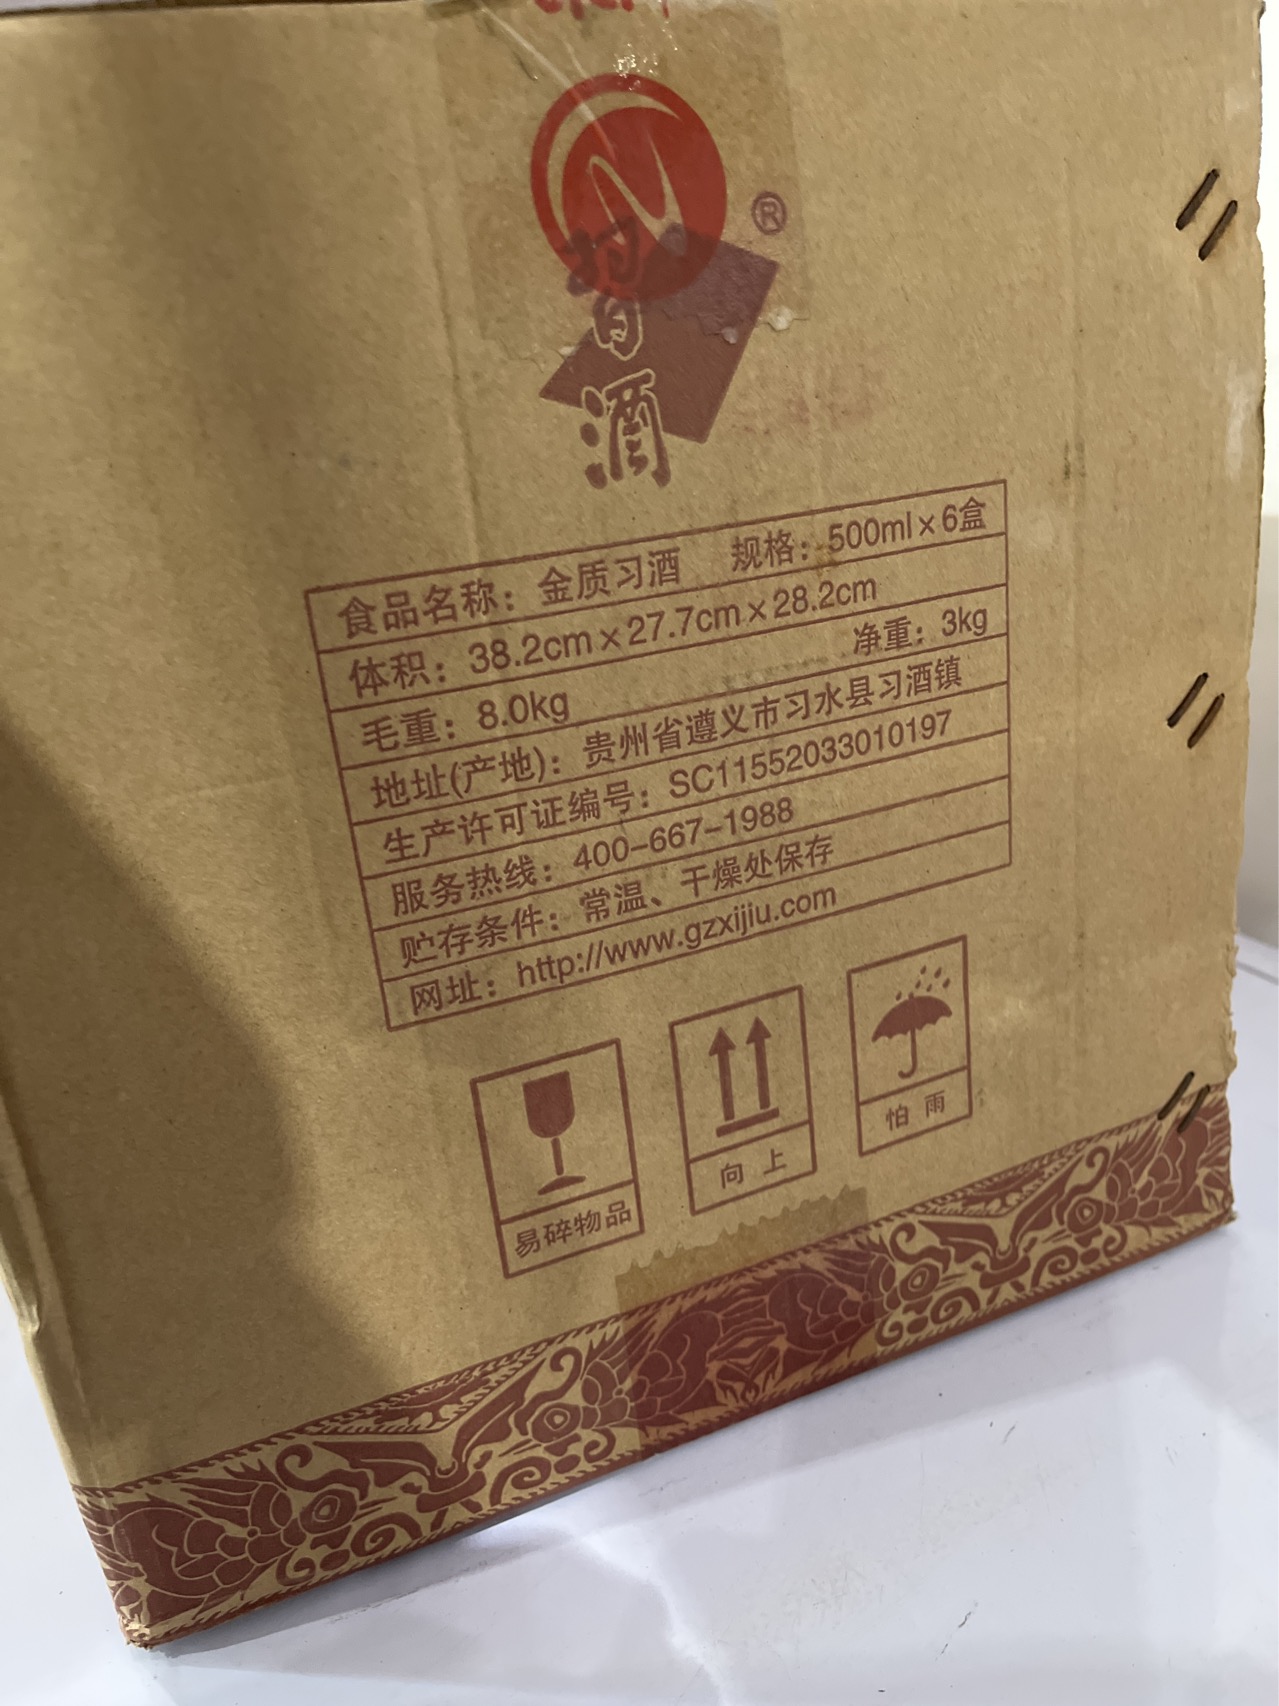 習
酒
®
食品名称：金质习酒 规格：500ml×6盒
体积：38.2cm×27.7cm×28.2cm
毛重：8.0kg 净重：3kg
地址(产地)：贵州省遵义市习水县习酒镇
生产许可证编号：SC11552033010197
服务热线：400-667-1988
贮存条件：常温、干燥处保存
网址：http://www.gzxijiu.com
易碎物品
向上
怕雨